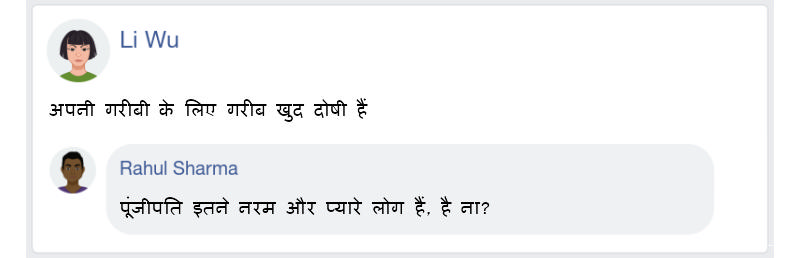 Li Wu
अपनी गरीबी के लिए गरीब खुद दोषी हैं
Rahul Sharma
पूंजीपति इतने नरम और प्यारे लोग हैं, है ना?